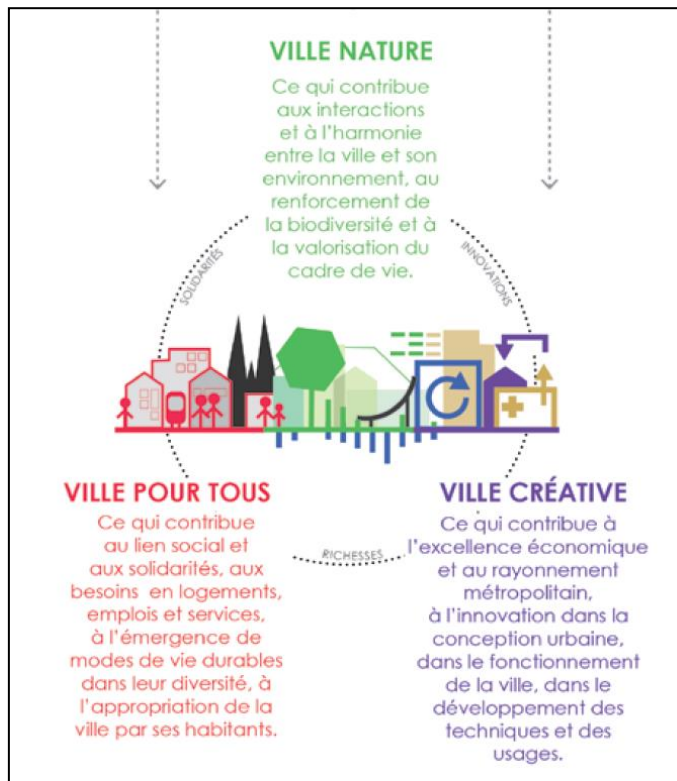 VILLE NATURE
Ce qui contribue
aux interactions
et à l'harmonie
entre la ville et son
environnement, au
renforcement de
la biodiversité et à
la valorisation du
cadre de vie.
SOLIDARITÉS
INNOVATIONS
VILLE POUR TOUS
Ce qui contribue
au lien social et
aux solidarités, aux
besoins en logements,
emplois et services,
à l'émergence de
modes de vie durables
dans leur diversité, à
l'appropriation de la
ville par ses habitants.
RICHESSES
VILLE CRÉATIVE
Ce qui contribue à
l'excellence économique
et au rayonnement
métropolitain,
à l'innovation dans la
conception urbaine,
dans le fonctionnement
de la ville, dans le
développement des
techniques et des
usages.